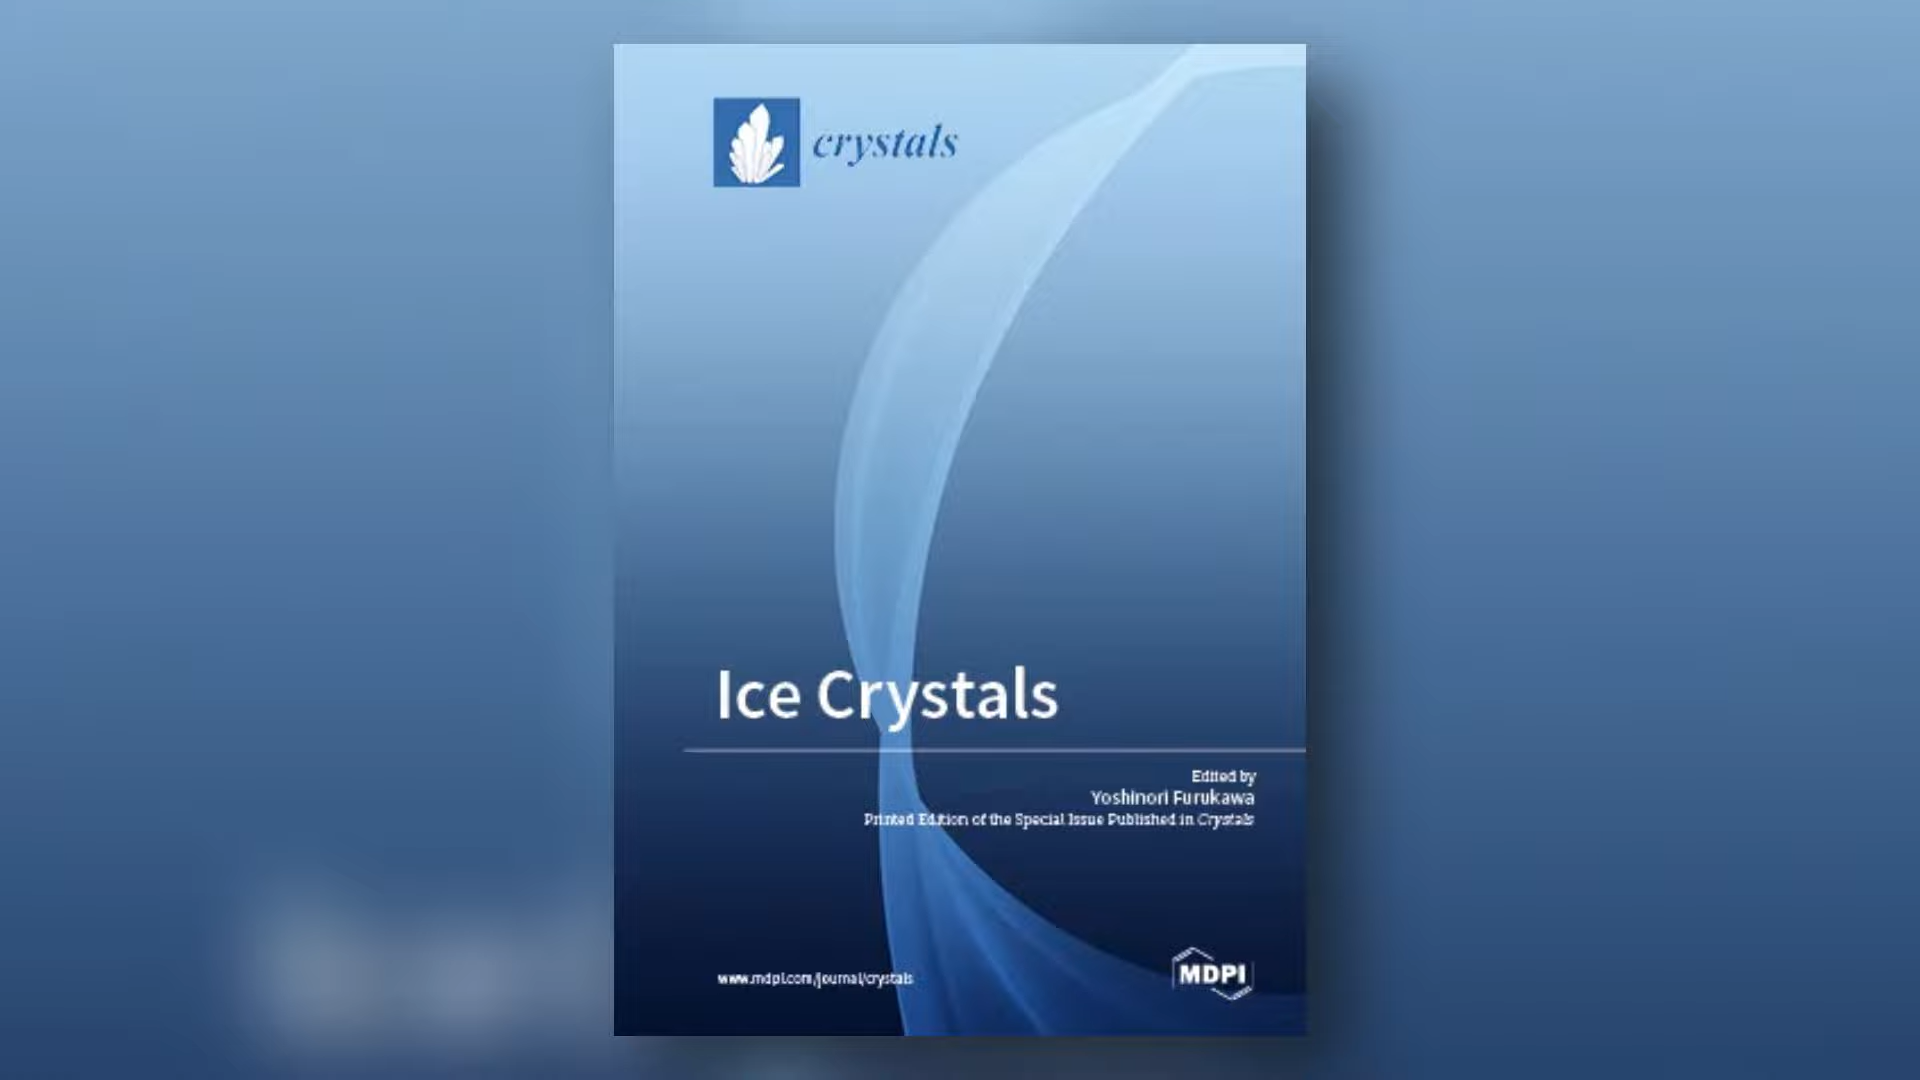 crystals
Ice Crystals
Edited by
Yoshinori Furukawa
Printed Edition of the Special Issue Published in Crystals
www.mdpi.com/journal/crystals
MDPI